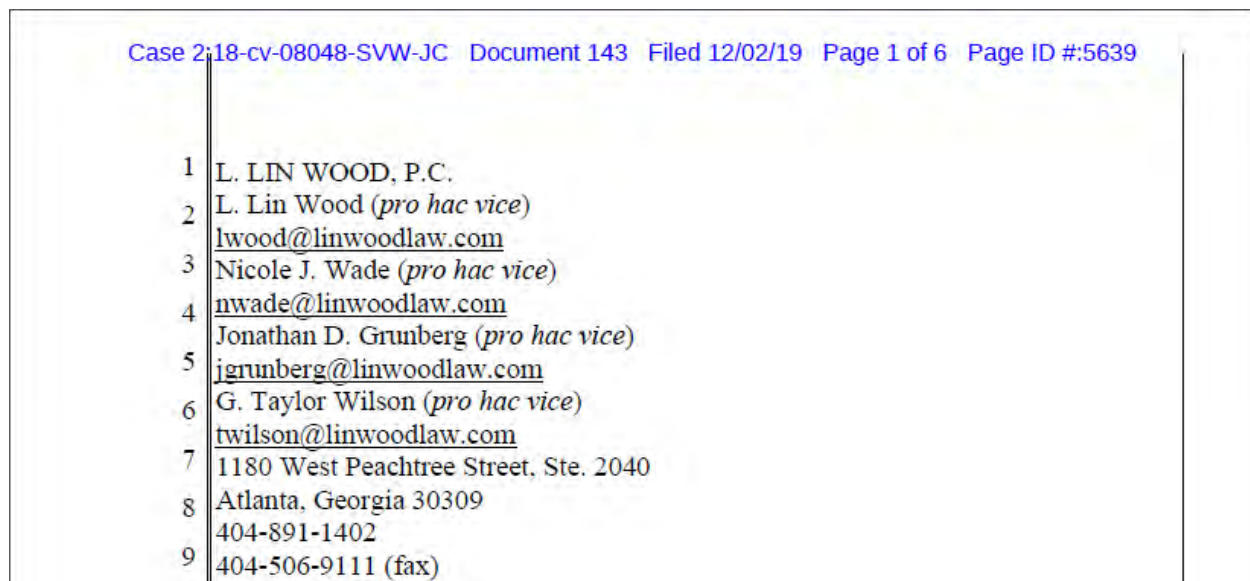 Case 2:18-cv-08048-SVW-JC Document 143 Filed 12/02/19 Page 1 of 6 Page ID #:5639
1 L. LIN WOOD, P.C.
2 L. Lin Wood (pro hac vice)
lwood@linwoodlaw.com
3 Nicole J. Wade (pro hac vice)
4 nwade@linwoodlaw.com
Jonathan D. Grunberg (pro hac vice)
5 jgrunberg@linwoodlaw.com
6 G. Taylor Wilson (pro hac vice)
twilson@linwoodlaw.com
7 1180 West Peachtree Street, Ste. 2040
8 Atlanta, Georgia 30309
404-891-1402
9 404-506-9111 (fax)